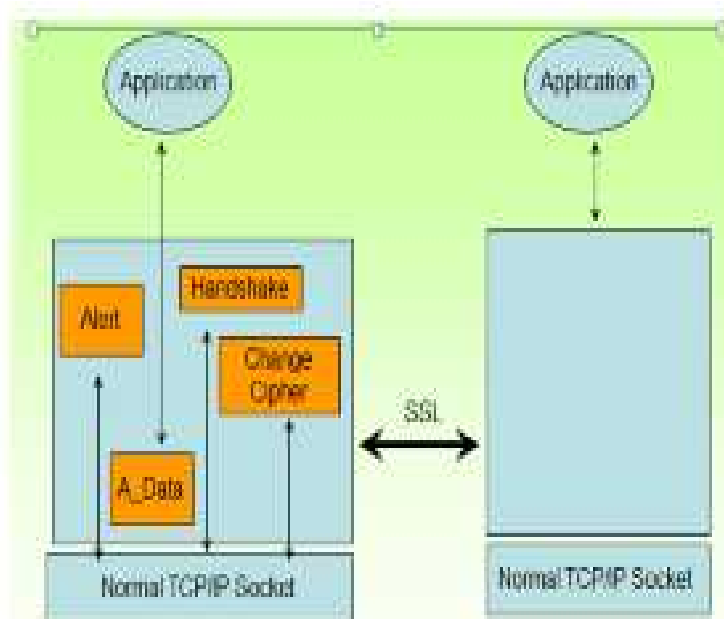 Application
Application
Handshake
Alert
Change
Cipher
SSL
A_Data
Normal TCP/IP Socket
Normal TCP/IP Socket